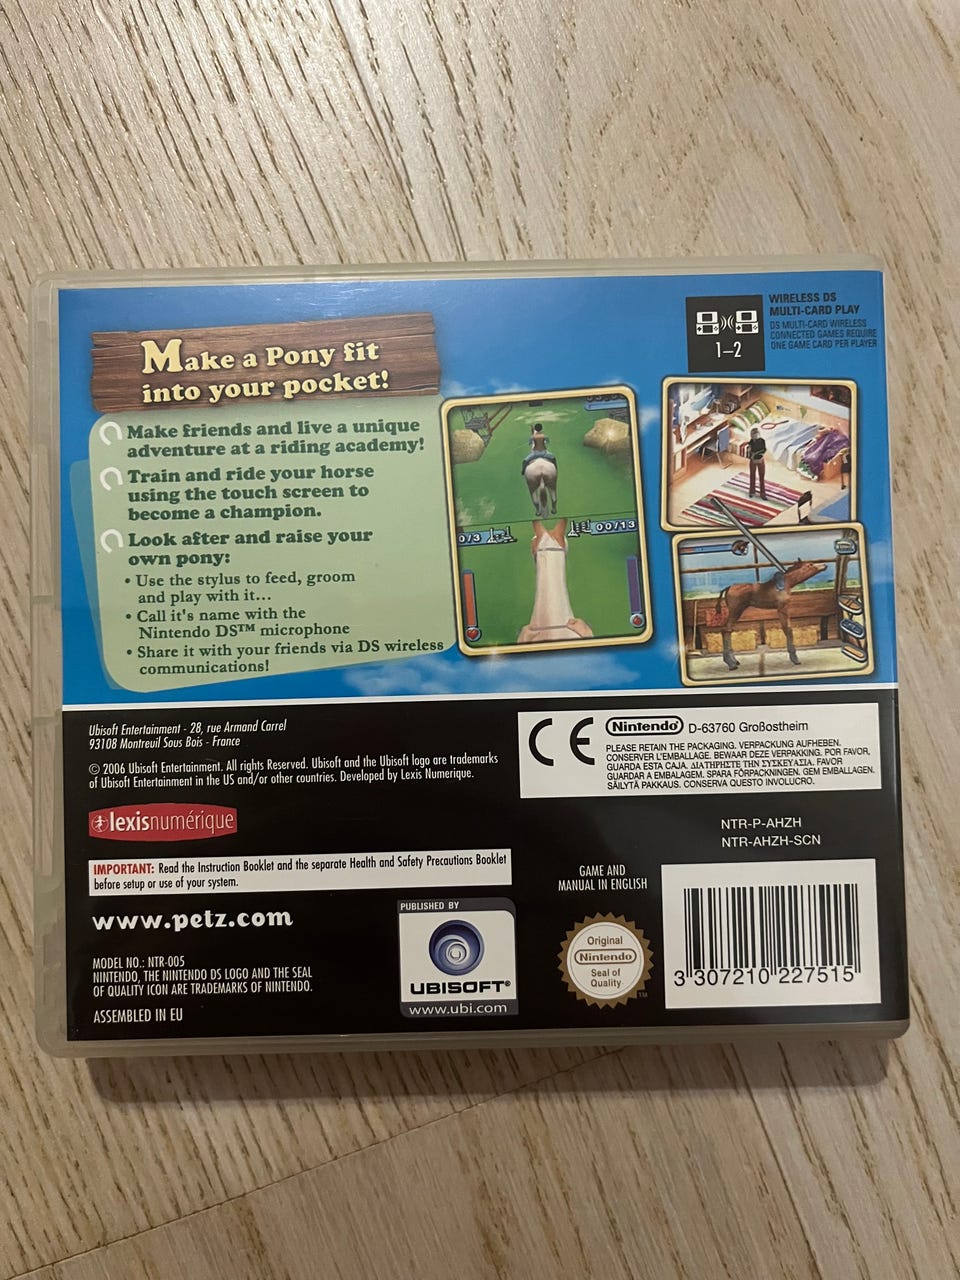 WIRELESS DS
MULTI-CARD PLAY
DS MULTI-CARD WIRELESS
CONNECTED GAMES REQUIRE
ONE GAME CARD PER PLAYER
1–2
Make a Pony fit
into your pocket!
Make friends and live a unique
adventure at a riding academy!
Train and ride your horse
using the touch screen to
become a champion.
Look after and raise your
own pony:
• Use the stylus to feed, groom
and play with it...
• Call it's name with the
Nintendo DS™ microphone
• Share it with your friends via DS wireless
communications!
0/3
00/13
Ubisoft Entertainment - 28, rue Armand Carrel
93108 Montreuil Sous Bois - France
© 2006 Ubisoft Entertainment. All rights Reserved. Ubisoft and the Ubisoft logo are trademarks
of Ubisoft Entertainment in the US and/or other countries. Developed by Lexis Numerique.
lexisnumérique
IMPORTANT: Read the Instruction Booklet and the separate Health and Safety Precautions Booklet
before setup or use of your system.
www.petz.com
MODEL NO.: NTR-005
NINTENDO, THE NINTENDO DS LOGO AND THE SEAL
OF QUALITY ICON ARE TRADEMARKS OF NINTENDO.
ASSEMBLED IN EU
PUBLISHED BY
UBISOFT®
www.ubi.com
CE
Nintendo® D-63760 Großostheim
PLEASE RETAIN THE PACKAGING. VERPACKUNG AUFHEBEN.
CONSERVER L'EMBALLAGE. BEWAAR DEZE VERPAKKING. POR FAVOR,
GUARDA ESTA CAJA. ΔΙΑΤΗΡΗΣΤΕ ΤΗΝ ΣΥΣΚΕΥΑΣΙΑ. FAVOR
GUARDAR A EMBALAGEM. SPARA FÖRPACKNINGEN. GEM EMBALLAGEN.
SÄILYTÄ PAKKAUS. CONSERVA QUESTO INVOLUCRO.
NTR-P-AHZH
NTR-AHZH-SCN
GAME AND
MANUAL IN ENGLISH
Original
Nintendo
Seal of
Quality
TM
3 307210 227515